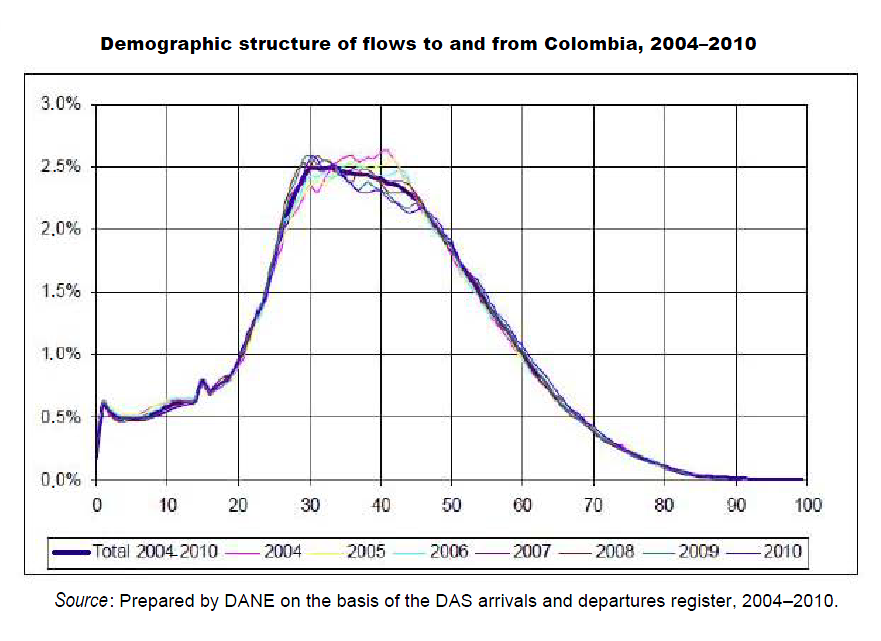 Demographic structure of flows to and from Colombia, 2004–2010
3.0%
2.5%
2.0%
1.5%
1.0%
0.5%
0.0%
0 10 20 30 40 50 60 70 80 90 100
Total 2004-2010 2004 2005 2006 2007 2008 2009 2010
Source: Prepared by DANE on the basis of the DAS arrivals and departures register, 2004–2010.